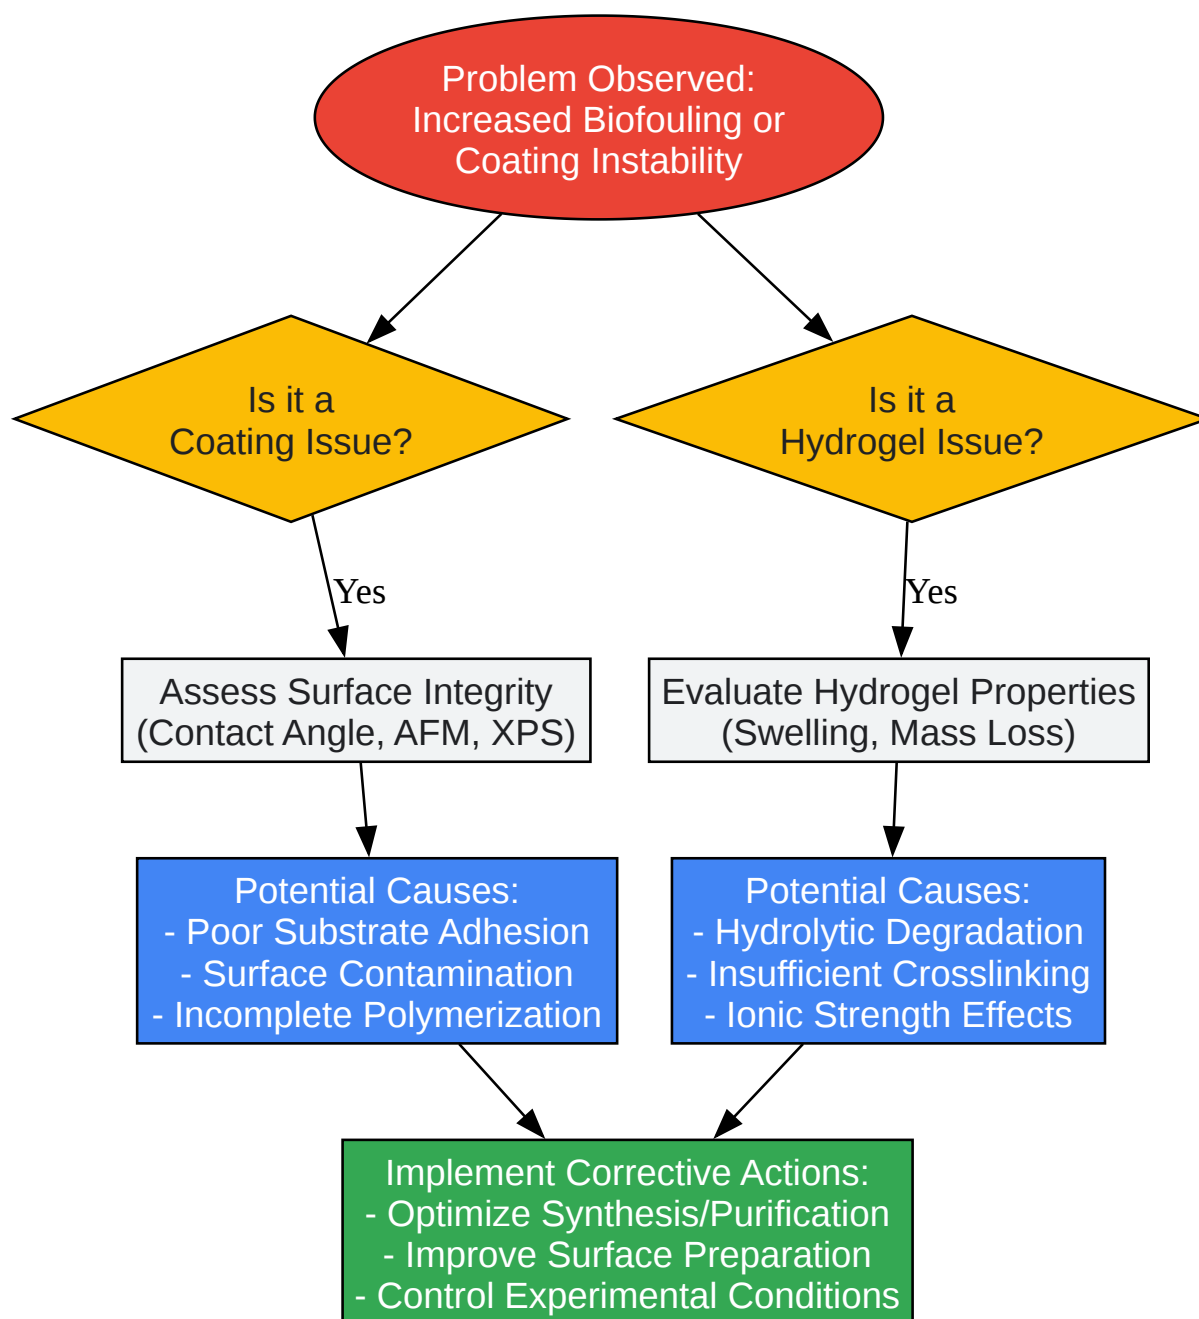 Problem Observed:
Increased Biofouling or
Coating Instability
Is it a
Coating Issue?
Is it a
Hydrogel Issue?
Yes
Yes
Assess Surface Integrity
(Contact Angle, AFM, XPS)
Evaluate Hydrogel Properties
(Swelling, Mass Loss)
Potential Causes:
- Poor Substrate Adhesion
- Surface Contamination
- Incomplete Polymerization
Potential Causes:
- Hydrolytic Degradation
- Insufficient Crosslinking
- Ionic Strength Effects
Implement Corrective Actions:
- Optimize Synthesis/Purification
- Improve Surface Preparation
- Control Experimental Conditions